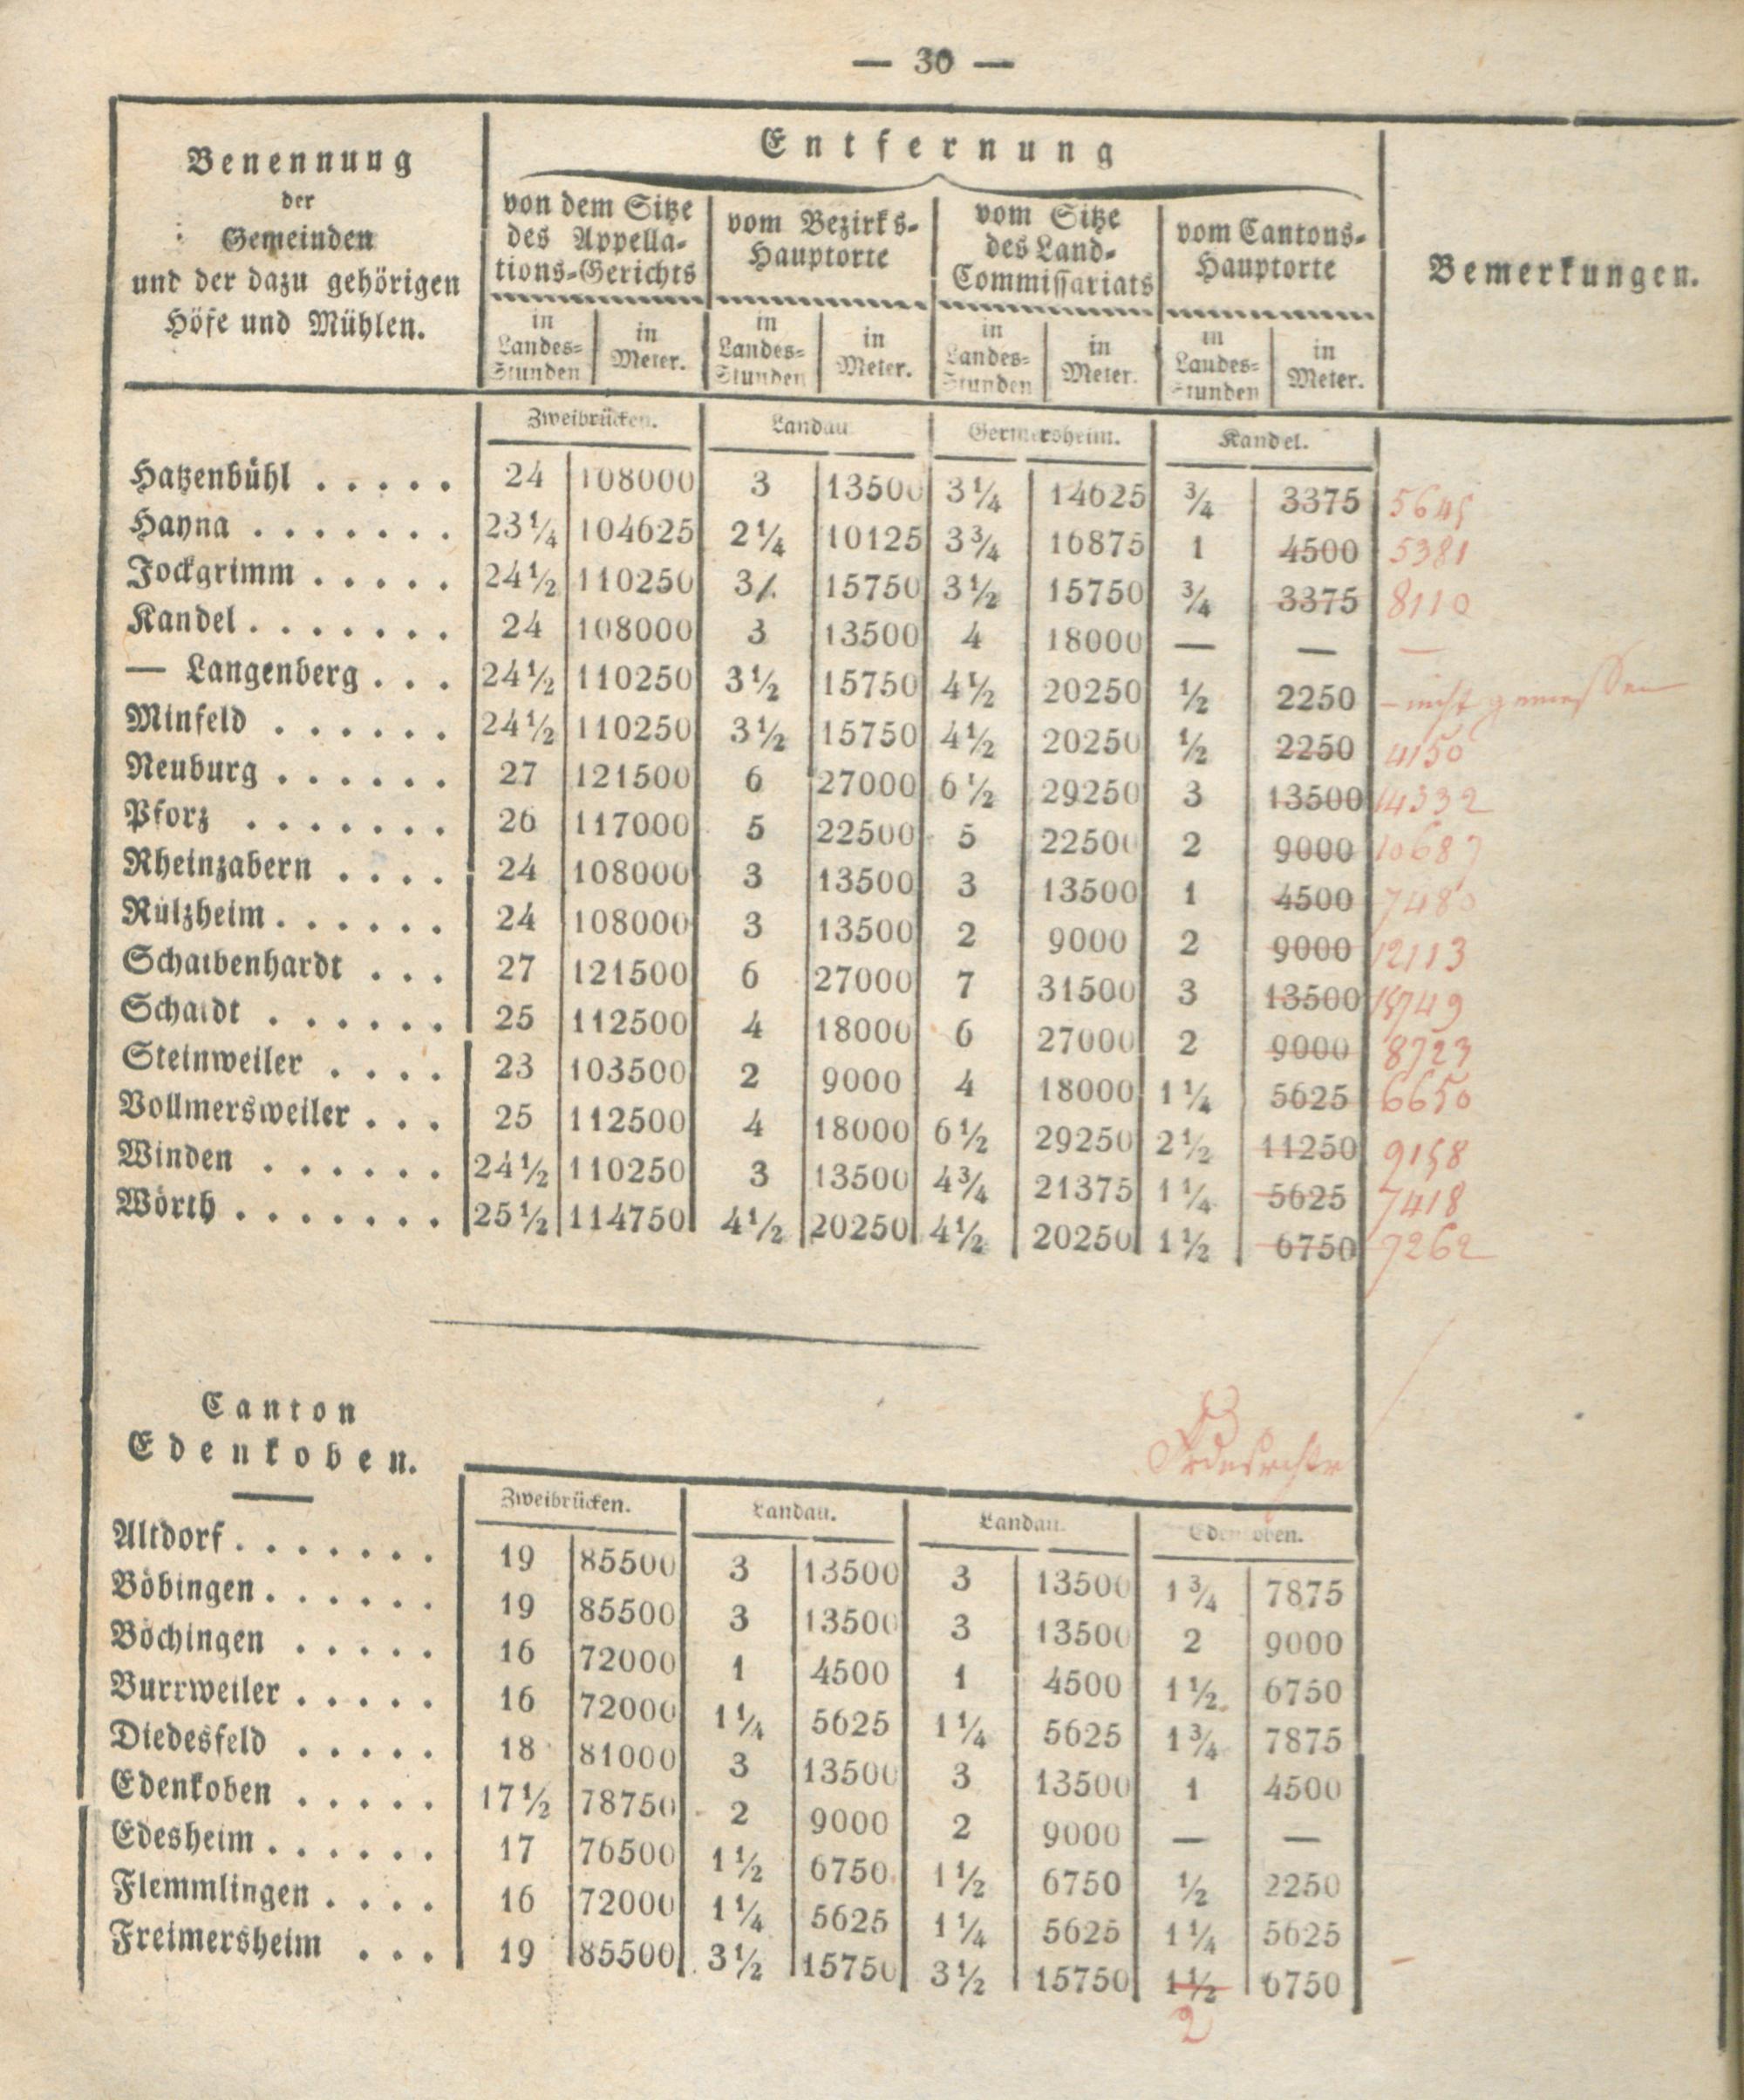 — 30 —
Benennung
der
Gemeinden
und der dazu gehörigen
Höfe und Mühlen.
Entfernung
von dem Sitze
des Appella-
tions-Gerichts
vom Bezirks-
Hauptorte
vom Sitze
des Land-
Commissariats
vom Cantons-
Hauptorte
Bemerkungen.
in Landes-Stunden in Meter. in Landes-Stunden in Meter. in Landes-Stunden in Meter. in Landes-Stunden in Meter.
Zweibrücken. Landau Germersheim. Kandel.
Hatzenbühl . . . . . 24 108000 3 13500 3¼ 14625 ¾ 3375 5645
Hayna . . . . . . . 23¼ 104625 2¼ 10125 3¾ 16875 1 4500 5381
Jockgrimm . . . . . 24½ 110250 3 15750 3½ 15750 ¾ 3375 8110
Kandel . . . . . . . 24 108000 3 13500 4 18000 — — —
— Langenberg . . . 24½ 110250 3½ 15750 4½ 20250 ½ 2250 – nicht gemessen
Minfeld . . . . . . 24½ 110250 3½ 15750 4½ 20250 ½ 2250 4150
Neuburg . . . . . . 27 121500 6 27000 6½ 29250 3 13500 14332
Pforz . . . . . . . 26 117000 5 22500 5 22500 2 9000 10687
Rheinzabern . . . . 24 108000 3 13500 3 13500 1 4500 7480
Rülzheim . . . . . . 24 108000 3 13500 2 9000 2 9000 12113
Schaibenhardt . . . 27 121500 6 27000 7 31500 3 13500 15749
Schaidt . . . . . . 25 112500 4 18000 6 27000 2 9000 8723
Steinweiler . . . . 23 103500 2 9000 4 18000 1¼ 5625 6650
Vollmersweiler . . . 25 112500 4 18000 6½ 29250 2½ 11250 9158
Winden . . . . . . 24½ 110250 3 13500 4¾ 21375 1¼ 5625 7418
Wörth . . . . . . . 25½ 114750 4½ 20250 4½ 20250 1½ 6750 7262
Canton
Edenkoben.
Zweibrücken. Landau. Landau. Edenkoben.
Altdorf . . . . . . . 19 85500 3 13500 3 13500 1¾ 7875
Böbingen . . . . . . 19 85500 3 13500 3 13500 2 9000
Böchingen . . . . . 16 72000 1 4500 1 4500 1½ 6750
Burrweiler . . . . . 16 72000 1¼ 5625 1¼ 5625 1¾ 7875
Diedesfeld . . . . . 18 81000 3 13500 3 13500 1 4500
Edenkoben . . . . . 17½ 78750 2 9000 2 9000 — —
Edesheim . . . . . . 17 76500 1½ 6750 1½ 6750 ½ 2250
Flemmlingen . . . . 16 72000 1¼ 5625 1¼ 5625 1¼ 5625
Freimersheim . . . 19 85500 3½ 15750 3½ 15750 1½ 6750
2